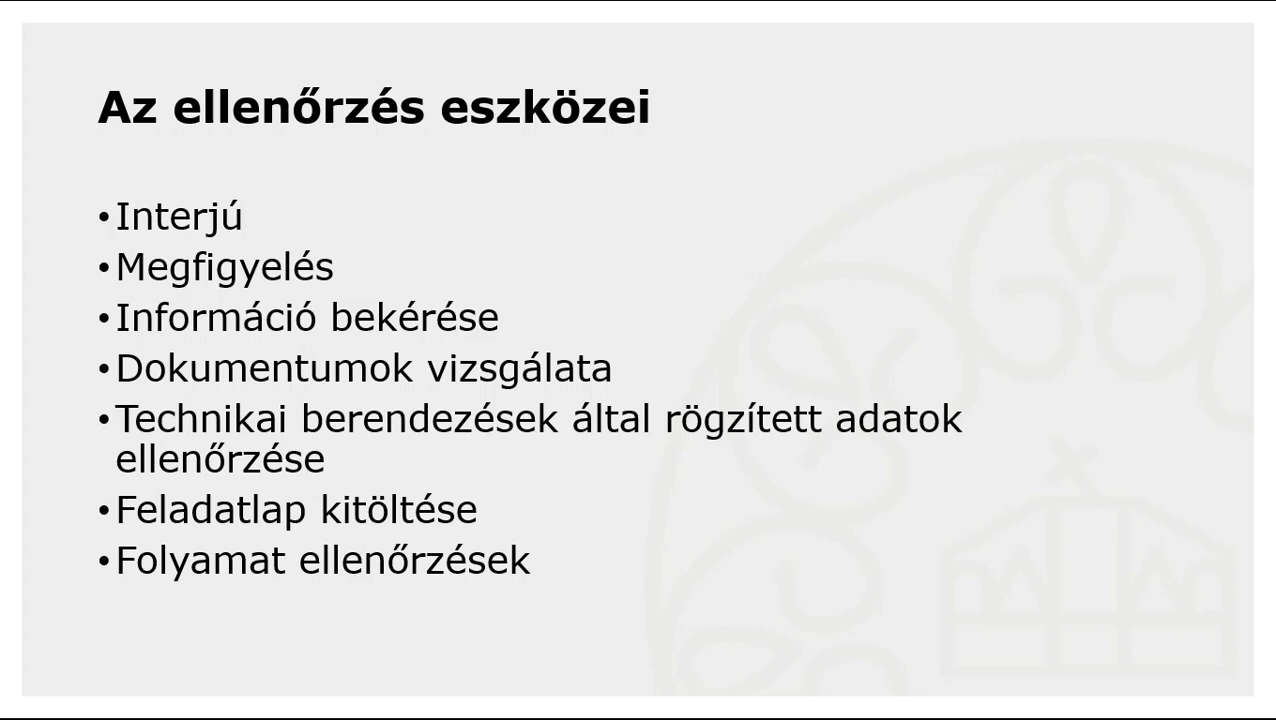 Az ellenőrzés eszközei
•Interjú
•Megfigyelés
•Információ bekérése
•Dokumentumok vizsgálata
•Technikai berendezések által rögzített adatok
ellenőrzése
•Feladatlap kitöltése
•Folyamat ellenőrzések